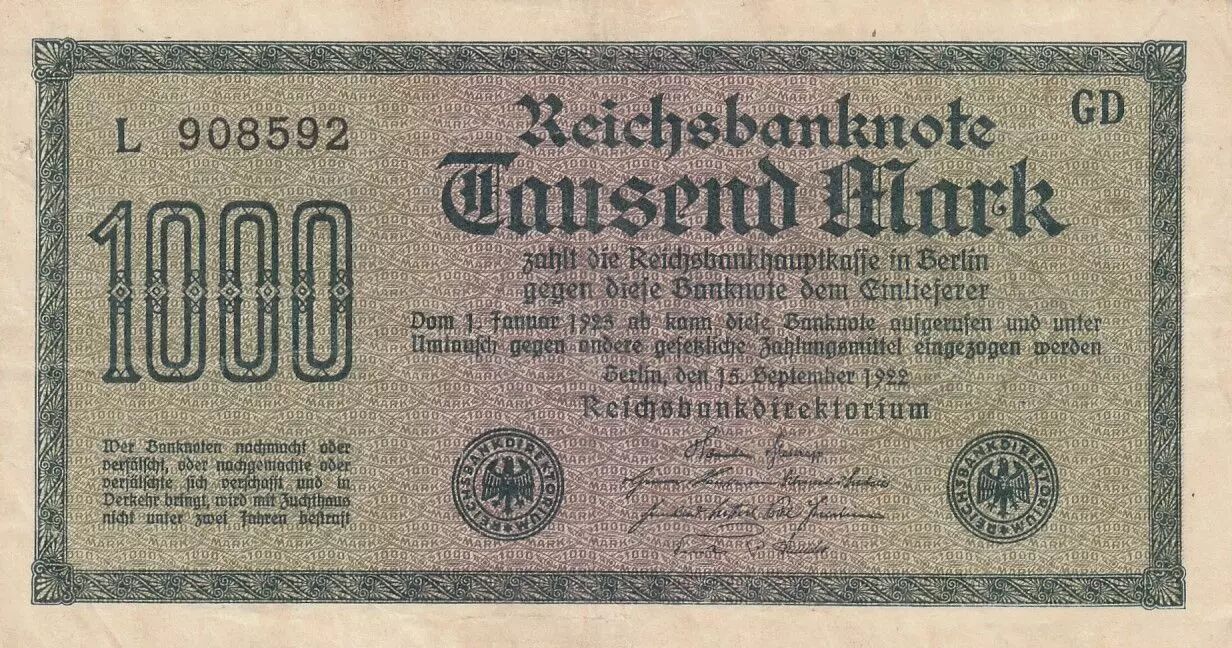 L 908592
GD
Reichsbanknote
Tausend Mark
zahlt die Reichsbankhauptkasse in Berlin
gegen diese Banknote dem Einlieferer
Vom 1. Januar 1923 ab kann diese Banknote aufgerufen und unter
Umtausch gegen andere gesetzliche Zahlungsmittel eingezogen werden
Berlin, den 15. September 1922
Reichsbankdirektorium
1000
Wer Banknoten nachmacht oder
verfälscht, oder nachgemachte oder
verfälschte sich verschafft und in
Verkehr bringt, wird mit Zuchthaus
nicht unter zwei Jahren bestraft
REICHSBANKDIREKTORIUM
REICHSBANKDIREKTORIUM